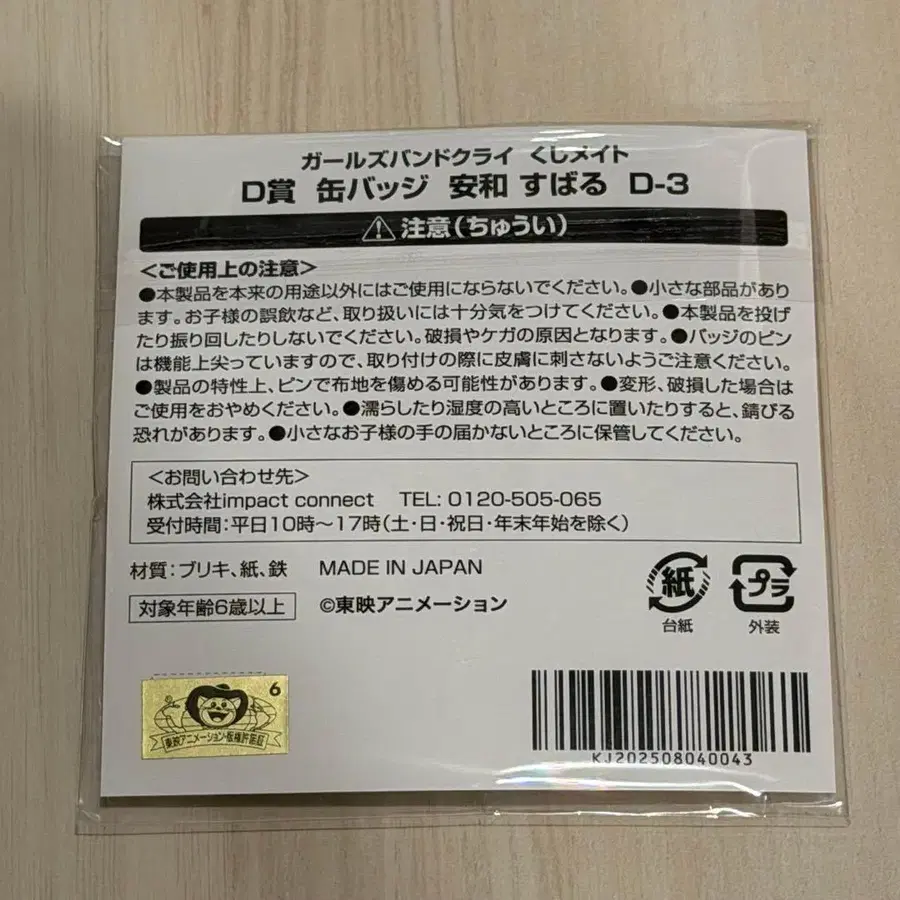 ガールズバンドクライ くじメイト
D賞 缶バッジ 安和 すばる D-3
注意(ちゅうい)
<ご使用上の注意>
●本製品を本来の用途以外にはご使用にならないでください。●小さな部品があり
ます。お子様の誤飲など、取り扱いには十分気をつけてください。●本製品を投げ
たり振り回したりしないでください。破損やケガの原因となります。●バッジのピン
は機能上尖っていますので、取り付けの際に皮膚に刺さないようご注意ください。
●製品の特性上、ピンで布地を傷める可能性があります。●変形、破損した場合は
ご使用をおやめください。●濡らしたり湿度の高いところに置いたりすると、錆びる
恐れがあります。●小さなお子様の手の届かないところに保管してください。
<お問い合わせ先>
株式会社impact connect TEL: 0120-505-065
受付時間:平日10時〜17時(土・日・祝日・年末年始を除く)
材質:ブリキ、紙、鉄 MADE IN JAPAN
対象年齢6歳以上 ©東映アニメーション
紙 プラ
台紙 外装
6
東映アニメーション・版権許諾証
KJ202508040043